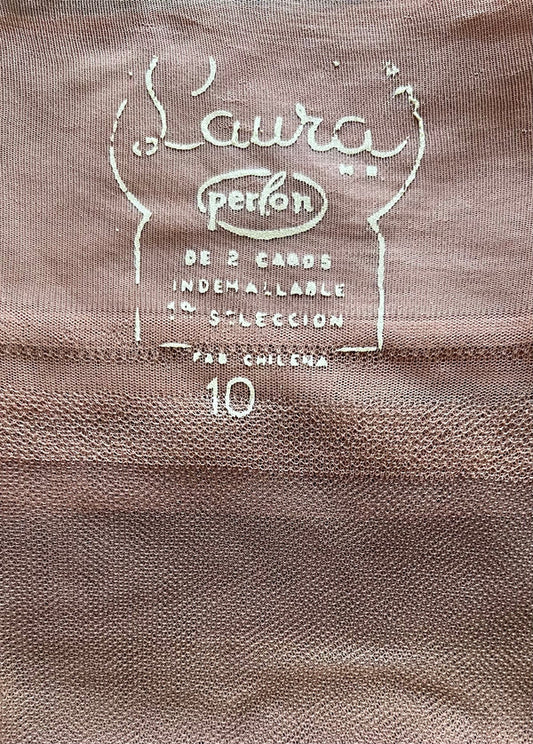 Laura
M R
perlon
DE 2 CABOS
INDEMALLABLE
1ª SELECCION
FAB CHILENA
10